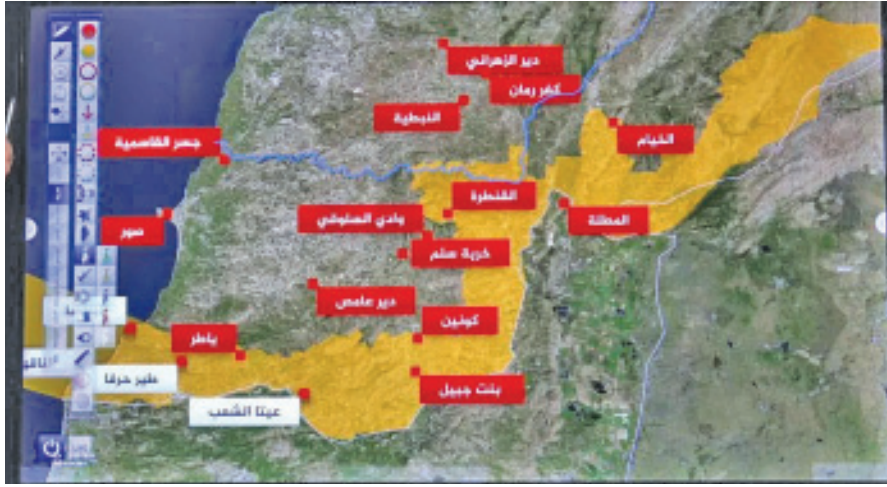 دير الزهراني
كفر رمان
النبطية
الخيام
جسر القاسمية
القنطرة
المطلة
وادي السلوقي
صور
خربة سلم
دير عامص
كونين
ياطر
طير حرفا
بنت جبيل
عيتا الشعب